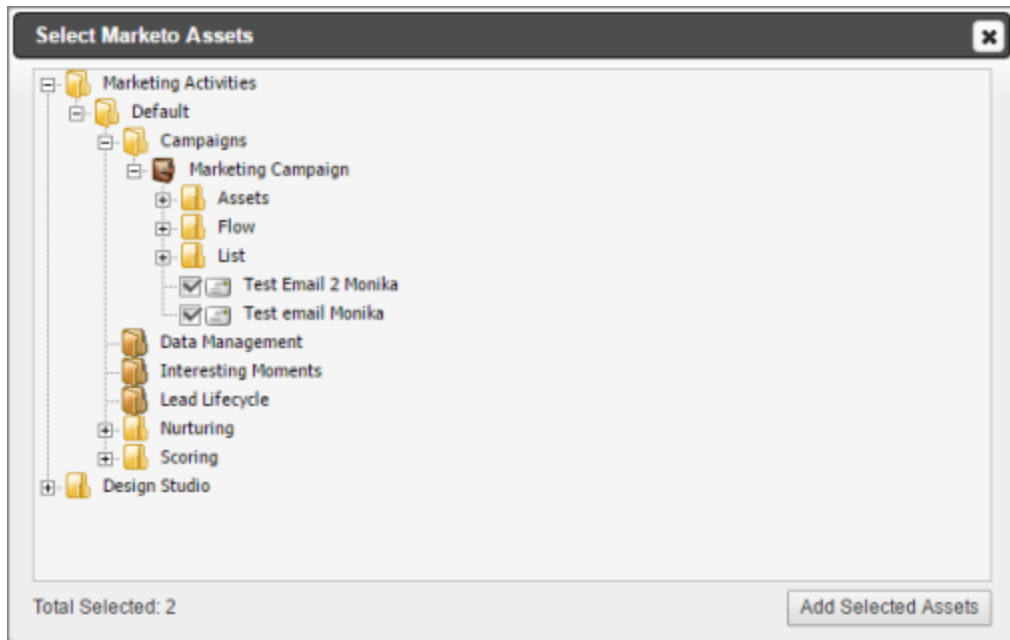 Select Marketo Assets
Marketing Activities
Default
Campaigns
Marketing Campaign
Assets
Flow
List
Test Email 2 Monika
Test email Monika
Data Management
Interesting Moments
Lead Lifecycle
Nurturing
Scoring
Design Studio
Total Selected: 2
Add Selected Assets